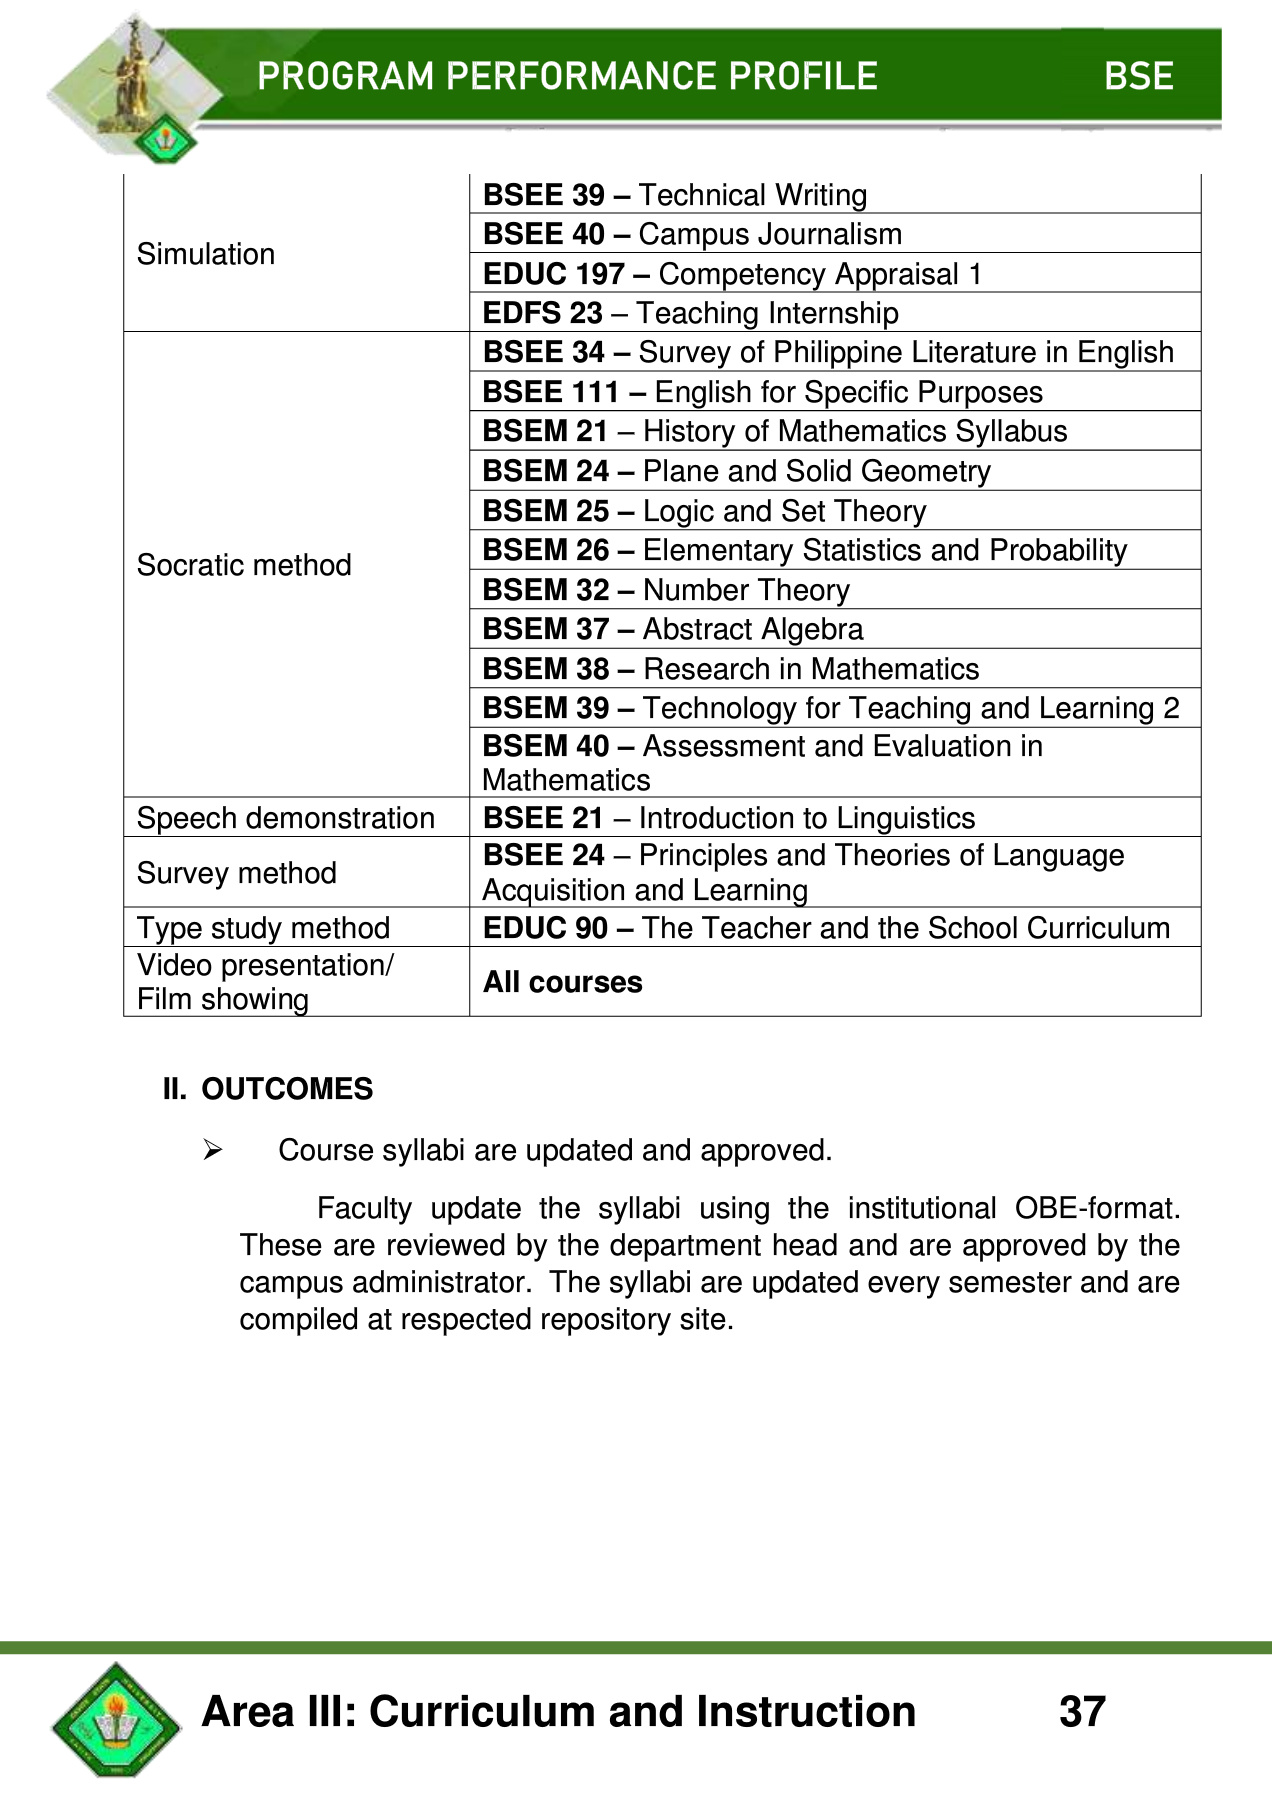 PROGRAM PERFORMANCE PROFILE BSE
Simulation
BSEE 39 – Technical Writing
BSEE 40 – Campus Journalism
EDUC 197 – Competency Appraisal 1
EDFS 23 – Teaching Internship
Socratic method
BSEE 34 – Survey of Philippine Literature in English
BSEE 111 – English for Specific Purposes
BSEM 21 – History of Mathematics Syllabus
BSEM 24 – Plane and Solid Geometry
BSEM 25 – Logic and Set Theory
BSEM 26 – Elementary Statistics and Probability
BSEM 32 – Number Theory
BSEM 37 – Abstract Algebra
BSEM 38 – Research in Mathematics
BSEM 39 – Technology for Teaching and Learning 2
BSEM 40 – Assessment and Evaluation in
Mathematics
Speech demonstration
BSEE 21 – Introduction to Linguistics
Survey method
BSEE 24 – Principles and Theories of Language
Acquisition and Learning
Type study method
EDUC 90 – The Teacher and the School Curriculum
Video presentation/
Film showing
All courses
II. OUTCOMES
➢ Course syllabi are updated and approved.
Faculty update the syllabi using the institutional OBE-format.
These are reviewed by the department head and are approved by the
campus administrator. The syllabi are updated every semester and are
compiled at respected repository site.
Area III: Curriculum and Instruction 37